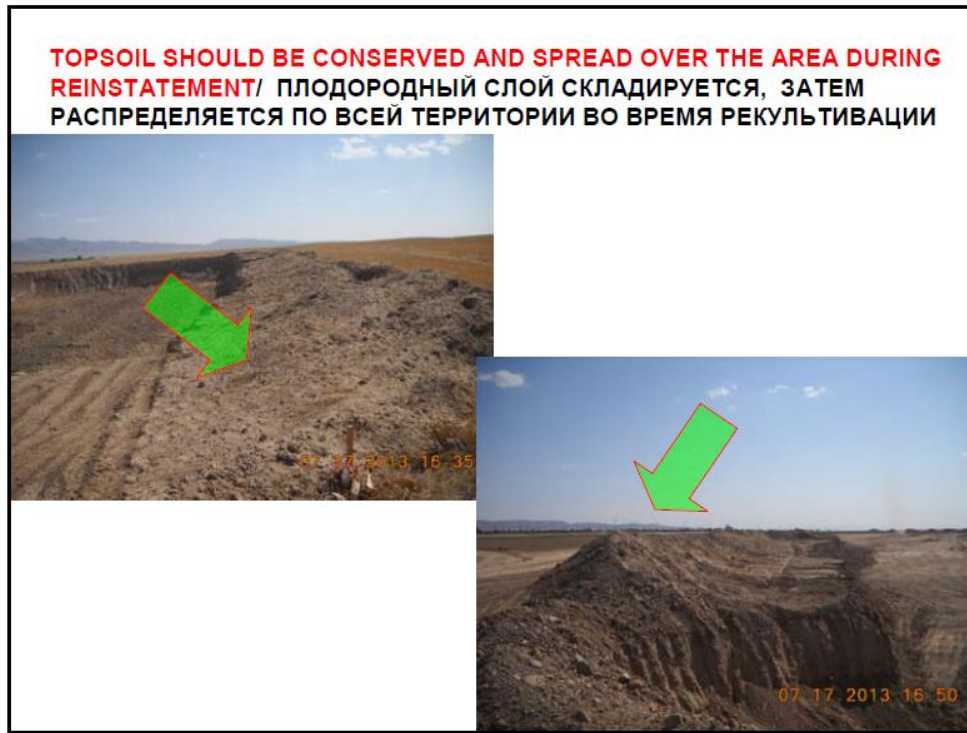 TOPSOIL SHOULD BE CONSERVED AND SPREAD OVER THE AREA DURING
REINSTATEMENT/ ПЛОДОРОДНЫЙ СЛОЙ СКЛАДИРУЕТСЯ, ЗАТЕМ
РАСПРЕДЕЛЯЕТСЯ ПО ВСЕЙ ТЕРРИТОРИИ ВО ВРЕМЯ РЕКУЛЬТИВАЦИИ
07 17 2013 16 35
07 17 2013 16 50